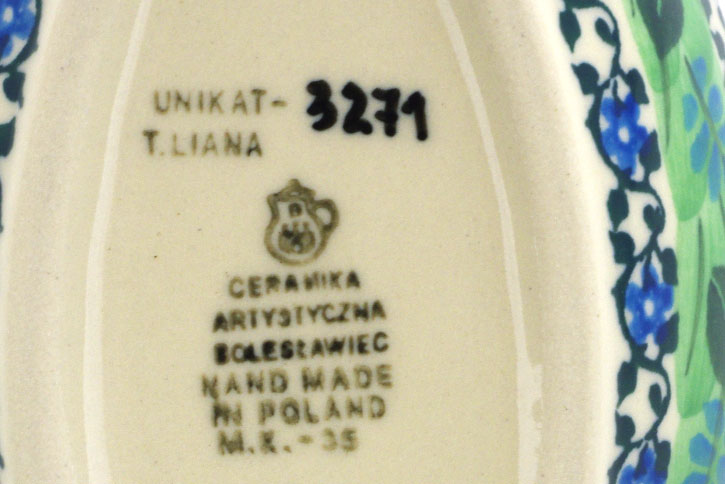 UNIKAT- 3271
T. LIANA
CERAMIKA
ARTYSTYCZNA
BOLESŁAWIEC
HAND MADE
IN POLAND
M.K.-35